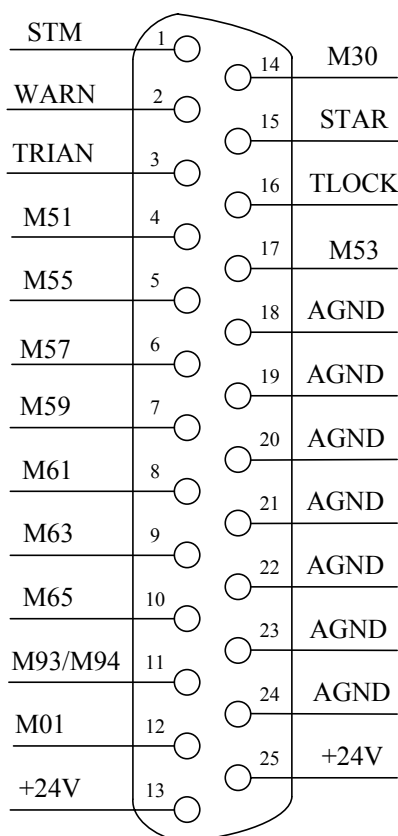 STM 1
14 M30
WARN 2
15 STAR
TRIAN 3
16 TLOCK
M51 4
17 M53
M55 5
18 AGND
M57 6
19 AGND
M59 7
20 AGND
M61 8
21 AGND
M63 9
22 AGND
M65 10
23 AGND
M93/M94 11
24 AGND
M01 12
25 +24V
+24V 13